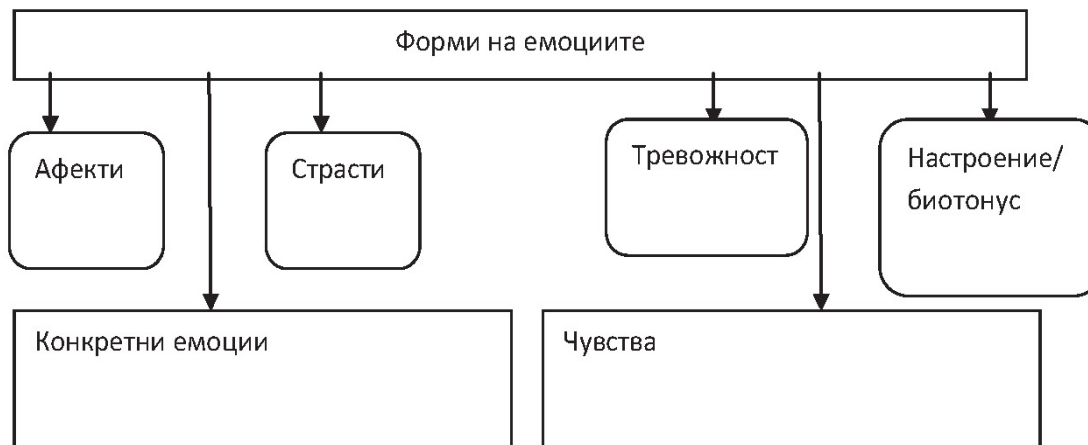 Форми на емоциите
Афекти
Страсти
Тревожност
Настроение/
биотонус
Конкретни емоции
Чувства